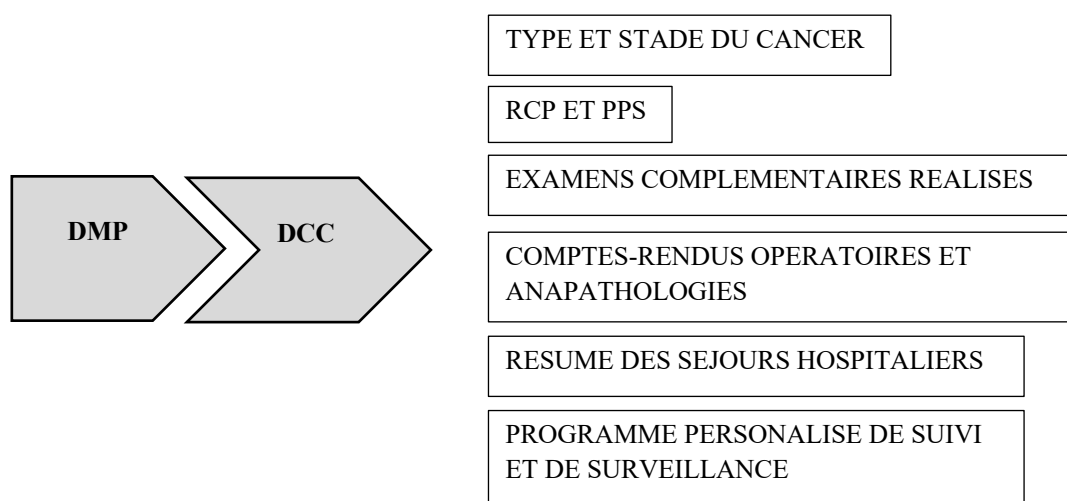 TYPE ET STADE DU CANCER
RCP ET PPS
EXAMENS COMPLEMENTAIRES REALISES
DMP
DCC
COMPTES-RENDUS OPERATOIRES ET
ANAPATHOLOGIES
RESUME DES SEJOURS HOSPITALIERS
PROGRAMME PERSONALISE DE SUIVI
ET DE SURVEILLANCE